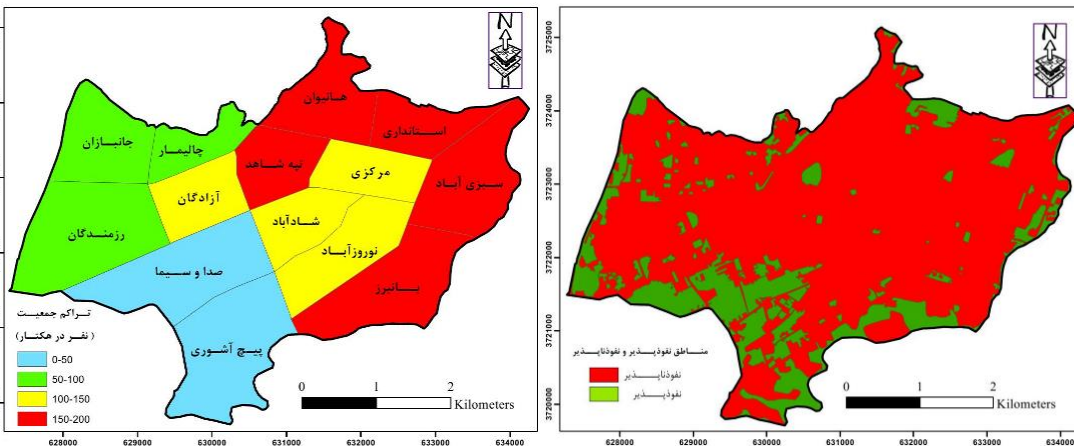 N
هانیوان
استانداری
جانبازان
چالیمار
تپه شاهد
مرکزی
سبزی آباد
آزادگان
شادآباد
رزمندگان
نوروزآباد
صدا و سیما
بانبرز
پیچ آشوری
تراکم جمعیت
(نفر در هکتار)
0-50
50-100
100-150
150-200
0 1 2
Kilometers
628000 629000 630000 631000 632000 633000 634000
N
3725000
3724000
3723000
3722000
3721000
3720000
مناطق نفوذپذیر و نفوذناپذیر
نفوذناپذیر
نفوذپذیر
0 1 2
Kilometers
628000 629000 630000 631000 632000 633000 634000